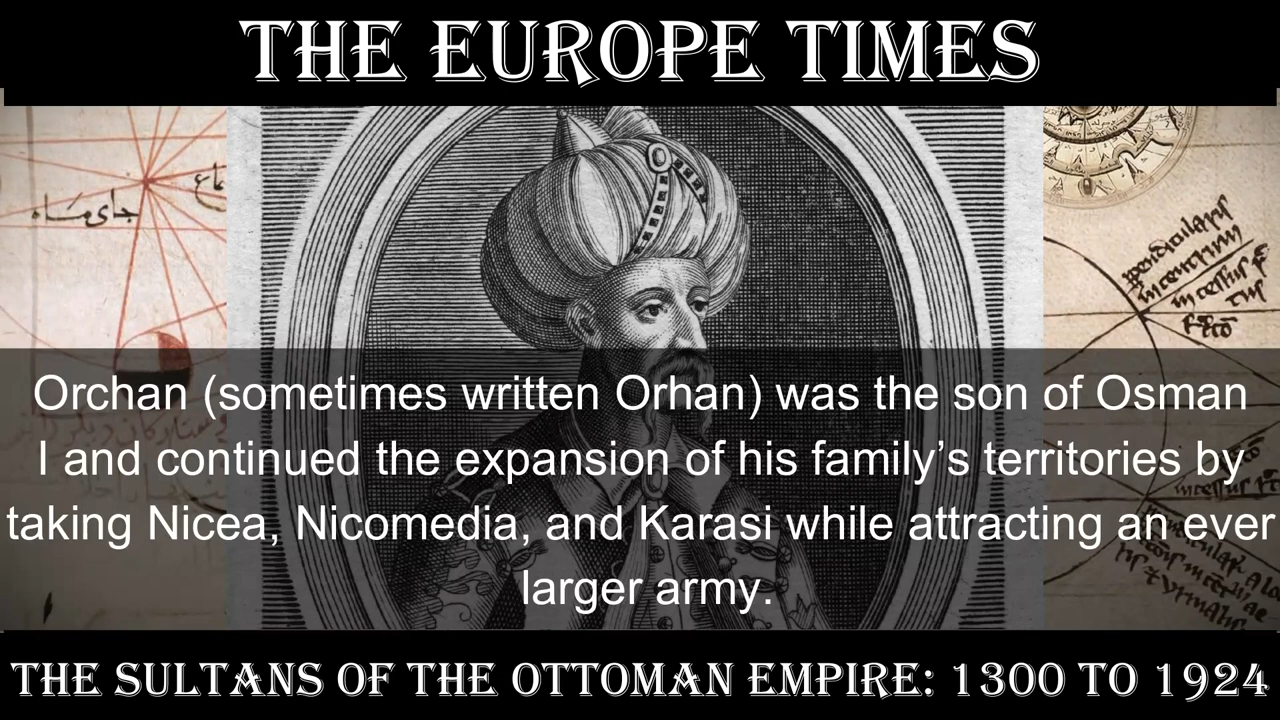 THE EUROPE TIMES
جای ماه
Orchan (sometimes written Orhan) was the son of Osman
I and continued the expansion of his family’s territories by
taking Nicea, Nicomedia, and Karasi while attracting an ever
larger army.
THE SULTANS OF THE OTTOMAN EMPIRE: 1300 TO 1924